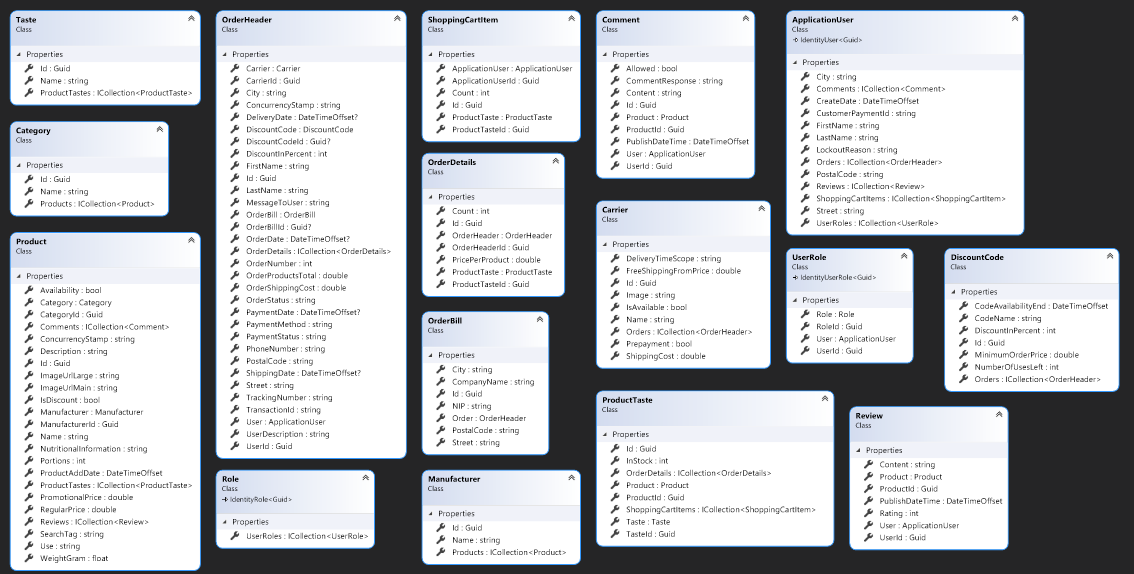 Taste
Class
Properties
Id : Guid
Name : string
ProductTastes : ICollection<ProductTaste>
Category
Class
Properties
Id : Guid
Name : string
Products : ICollection<Product>
Product
Class
Properties
Availability : bool
Category : Category
CategoryId : Guid
Comments : ICollection<Comment>
ConcurrencyStamp : string
Description : string
Id : Guid
ImageUrlLarge : string
ImageUrlMain : string
IsDiscount : bool
Manufacturer : Manufacturer
ManufacturerId : Guid
Name : string
NutritionalInformation : string
Portions : int
ProductAddDate : DateTimeOffset
ProductTastes : ICollection<ProductTaste>
PromotionalPrice : double
RegularPrice : double
Reviews : ICollection<Review>
SearchTag : string
Use : string
WeightGram : float
OrderHeader
Class
Properties
Carrier : Carrier
CarrierId : Guid
City : string
ConcurrencyStamp : string
DeliveryDate : DateTimeOffset?
DiscountCode : DiscountCode
DiscountCodeId : Guid?
DiscountInPercent : int
FirstName : string
Id : Guid
LastName : string
MessageToUser : string
OrderBill : OrderBill
OrderBillId : Guid?
OrderDate : DateTimeOffset?
OrderDetails : ICollection<OrderDetails>
OrderNumber : int
OrderProductsTotal : double
OrderShippingCost : double
OrderStatus : string
PaymentDate : DateTimeOffset?
PaymentMethod : string
PaymentStatus : string
PhoneNumber : string
PostalCode : string
ShippingDate : DateTimeOffset?
Street : string
TrackingNumber : string
TransactionId : string
User : ApplicationUser
UserDescription : string
UserId : Guid
Role
Class
IdentityRole<Guid>
Properties
UserRoles : ICollection<UserRole>
ShoppingCartItem
Class
Properties
ApplicationUser : ApplicationUser
ApplicationUserId : Guid
Count : int
Id : Guid
ProductTaste : ProductTaste
ProductTasteId : Guid
OrderDetails
Class
Properties
Count : int
Id : Guid
OrderHeader : OrderHeader
OrderHeaderId : Guid
PricePerProduct : double
ProductTaste : ProductTaste
ProductTasteId : Guid
OrderBill
Class
Properties
City : string
CompanyName : string
Id : Guid
NIP : string
Order : OrderHeader
PostalCode : string
Street : string
Manufacturer
Class
Properties
Id : Guid
Name : string
Products : ICollection<Product>
Comment
Class
Properties
Allowed : bool
CommentResponse : string
Content : string
Id : Guid
Product : Product
ProductId : Guid
PublishDateTime : DateTimeOffset
User : ApplicationUser
UserId : Guid
Carrier
Class
Properties
DeliveryTimeScope : string
FreeShippingFromPrice : double
Id : Guid
Image : string
IsAvailable : bool
Name : string
Orders : ICollection<OrderHeader>
Prepayment : bool
ShippingCost : double
ProductTaste
Class
Properties
Id : Guid
InStock : int
OrderDetails : ICollection<OrderDetails>
Product : Product
ProductId : Guid
ShoppingCartItems : ICollection<ShoppingCartItem>
Taste : Taste
TasteId : Guid
ApplicationUser
Class
IdentityUser<Guid>
Properties
City : string
Comments : ICollection<Comment>
CreateDate : DateTimeOffset
CustomerPaymentId : string
FirstName : string
LastName : string
LockoutReason : string
Orders : ICollection<OrderHeader>
PostalCode : string
Reviews : ICollection<Review>
ShoppingCartItems : ICollection<ShoppingCartItem>
Street : string
UserRoles : ICollection<UserRole>
UserRole
Class
IdentityUserRole<Guid>
Properties
Role : Role
RoleId : Guid
User : ApplicationUser
UserId : Guid
DiscountCode
Class
Properties
CodeAvailabilityEnd : DateTimeOffset
CodeName : string
DiscountInPercent : int
Id : Guid
MinimumOrderPrice : double
NumberOfUsesLeft : int
Orders : ICollection<OrderHeader>
Review
Class
Properties
Content : string
Product : Product
ProductId : Guid
PublishDateTime : DateTimeOffset
Rating : int
User : ApplicationUser
UserId : Guid